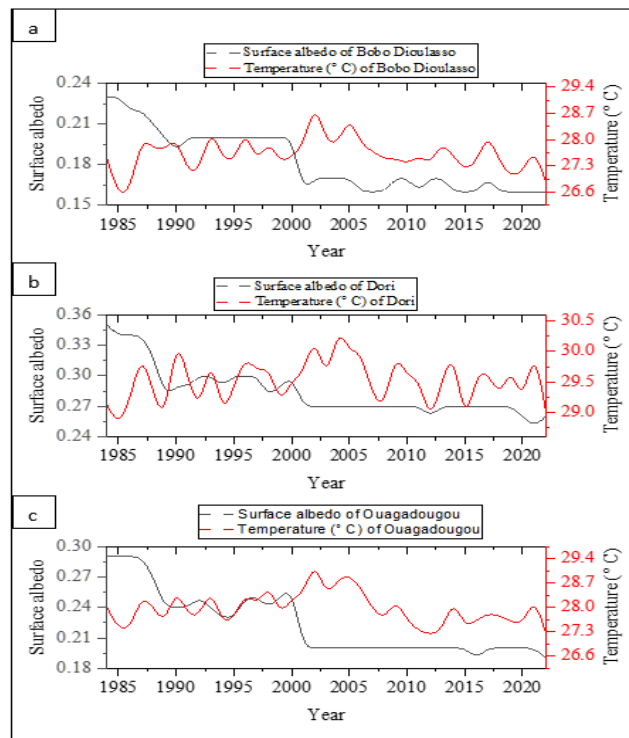 a
Surface albedo of Bobo Dioulasso
Temperature (° C) of Bobo Dioulasso
Surface albedo
0.24
0.21
0.18
0.15
29.4
28.7
28.0
27.3
26.6
Temperature (° C)
1985 1990 1995 2000 2005 2010 2015 2020
Year
b
Surface albedo of Dori
Temperature (° C) of Dori
Surface albedo
0.36
0.33
0.30
0.27
0.24
30.5
30.0
29.5
29.0
Temperature (° C)
1985 1990 1995 2000 2005 2010 2015 2020
Year
c
Surface albedo of Ouagadougou
Temperature (° C) of Ouagadougou
Surface albedo
0.30
0.27
0.24
0.21
0.18
29.4
28.7
28.0
27.3
26.6
Temperature (° C)
1985 1990 1995 2000 2005 2010 2015 2020
Year